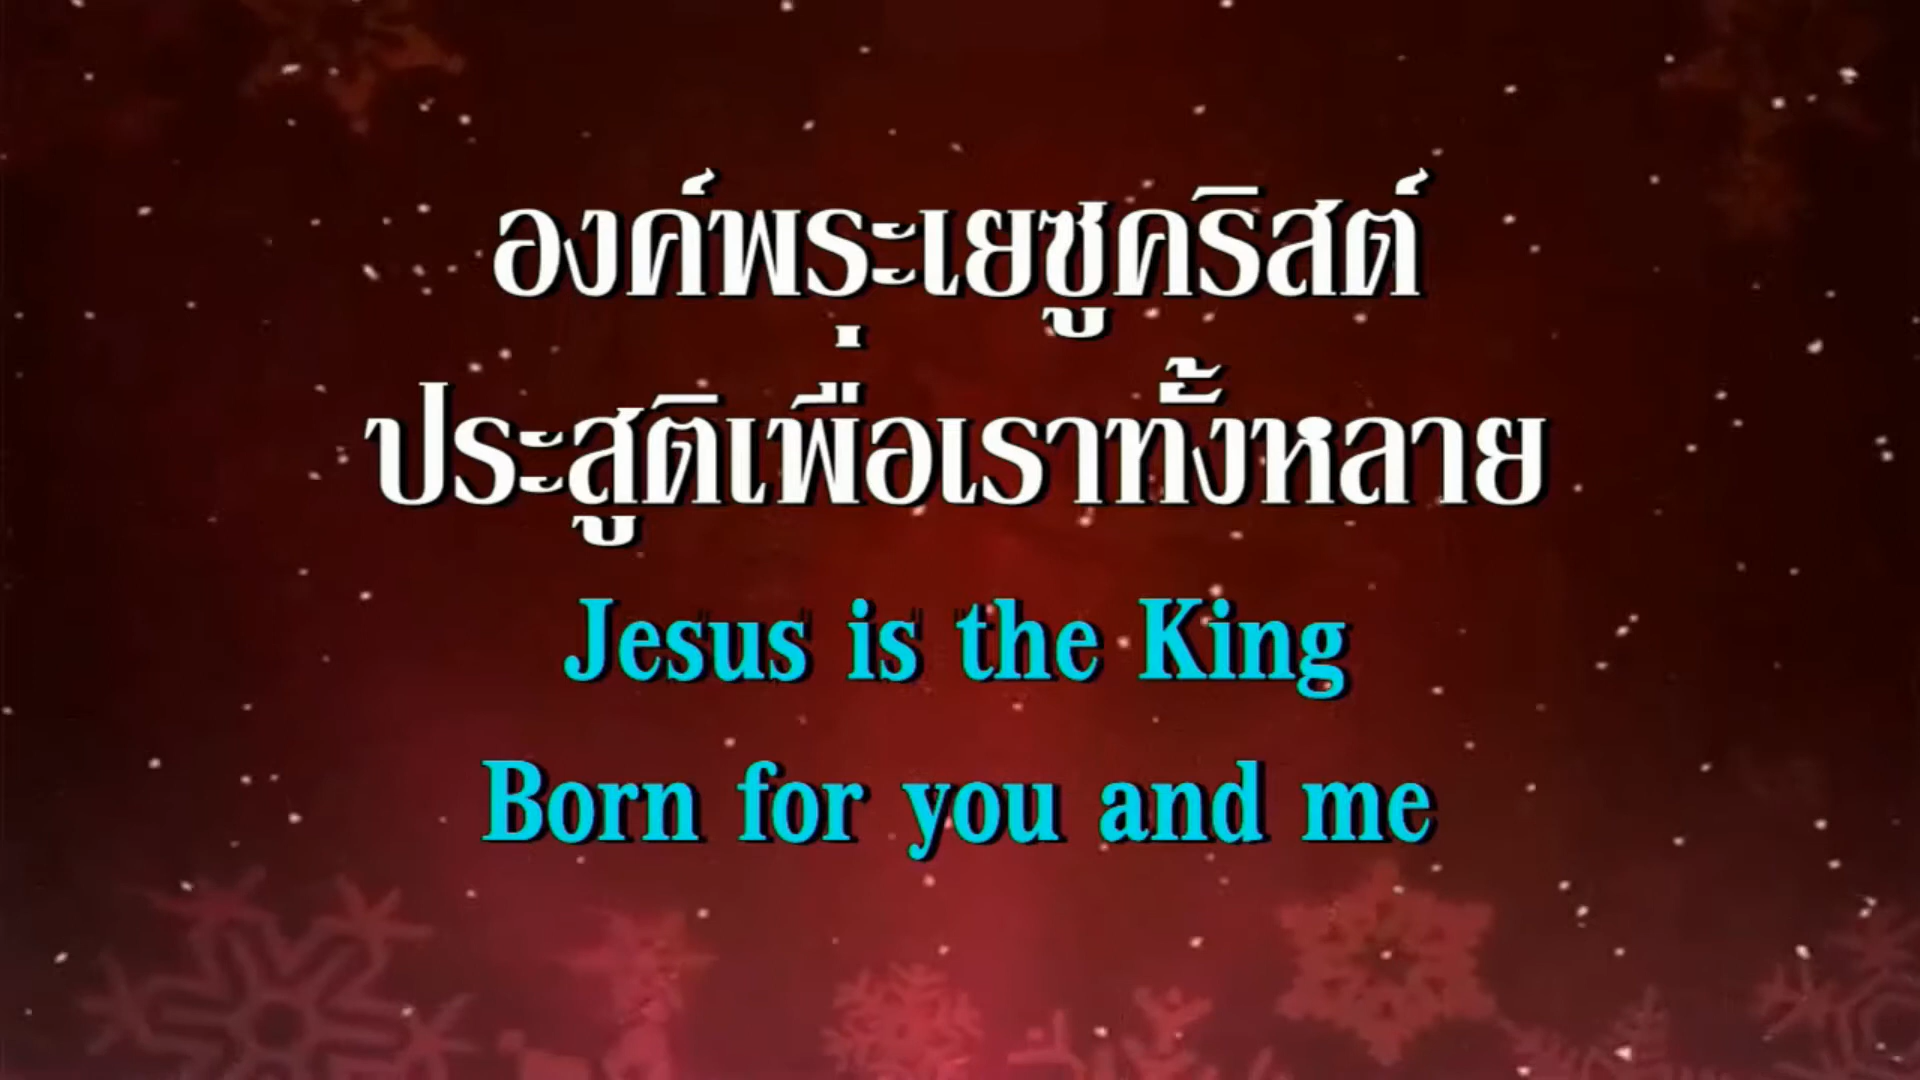 องค์พระเยซูคริสต์
ประสูติเพื่อเราทั้งหลาย
Jesus is the King
Born for you and me